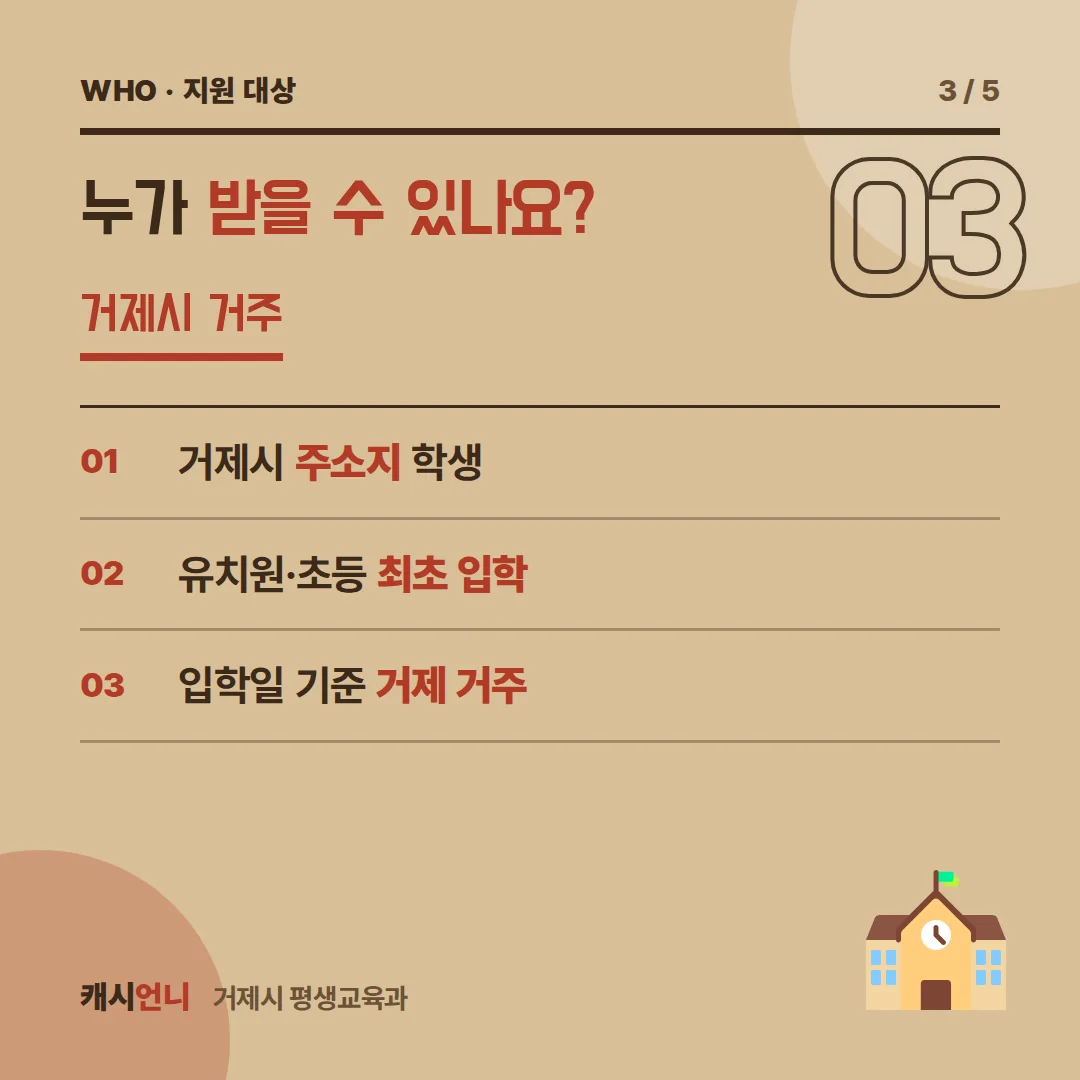 WHO · 지원 대상
3 / 5
누가 받을 수 있나요?
03
거제시 거주
01 거제시 주소지 학생
02 유치원·초등 최초 입학
03 입학일 기준 거제 거주
캐시언니 거제시 평생교육과